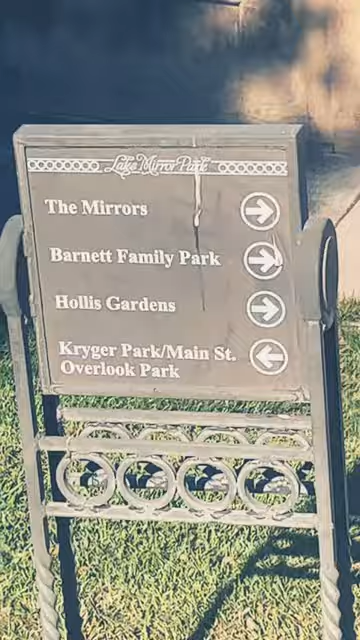 Lake Mirror Park
The Mirrors
Barnett Family Park
Hollis Gardens
Kryger Park/Main St.
Overlook Park